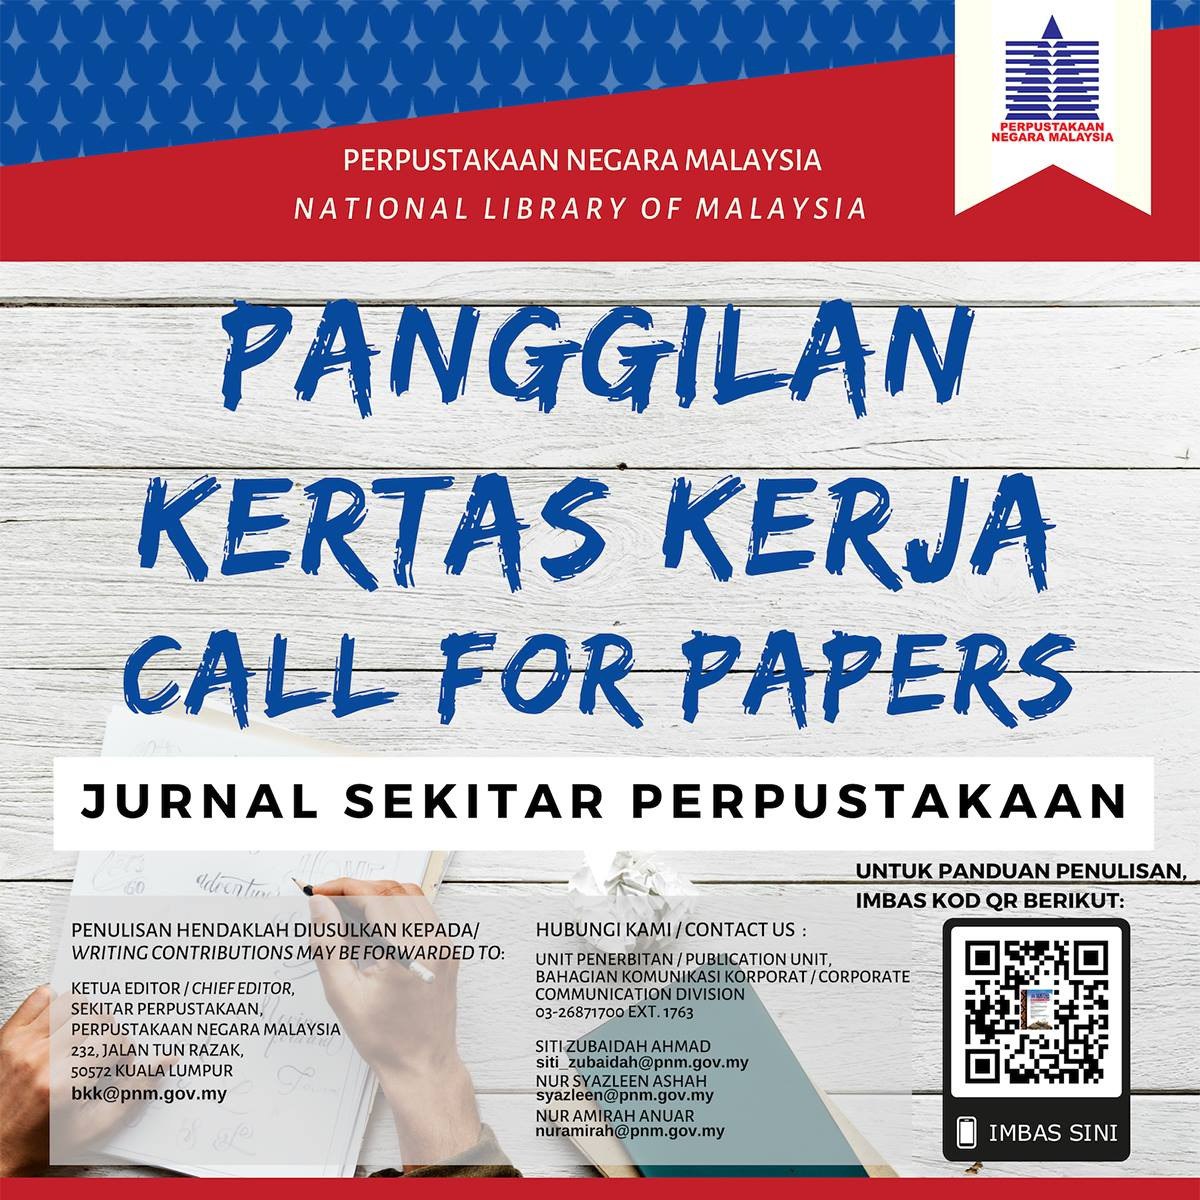 PERPUSTAKAAN
NEGARA MALAYSIA
PERPUSTAKAAN NEGARA MALAYSIA
NATIONAL LIBRARY OF MALAYSIA
PANGGILAN
KERTAS KERJA
CALL FOR PAPERS
JURNAL SEKITAR PERPUSTAKAAN
UNTUK PANDUAN PENULISAN,
IMBAS KOD QR BERIKUT:
adventure
PENULISAN HENDAKLAH DIUSULKAN KEPADA/
WRITING CONTRIBUTIONS MAY BE FORWARDED TO:
KETUA EDITOR / CHIEF EDITOR,
SEKITAR PERPUSTAKAAN,
PERPUSTAKAAN NEGARA MALAYSIA
232, JALAN TUN RAZAK,
50572 KUALA LUMPUR
bkk@pnm.gov.my
HUBUNGI KAMI / CONTACT US :
UNIT PENERBITAN / PUBLICATION UNIT,
BAHAGIAN KOMUNIKASI KORPORAT / CORPORATE
COMMUNICATION DIVISION
03-26871700 EXT. 1763
SITI ZUBAIDAH AHMAD
siti_zubaidah@pnm.gov.my
NUR SYAZLEEN ASHAH
syazleen@pnm.gov.my
NUR AMIRAH ANUAR
nuramirah@pnm.gov.my
IMBAS SINI